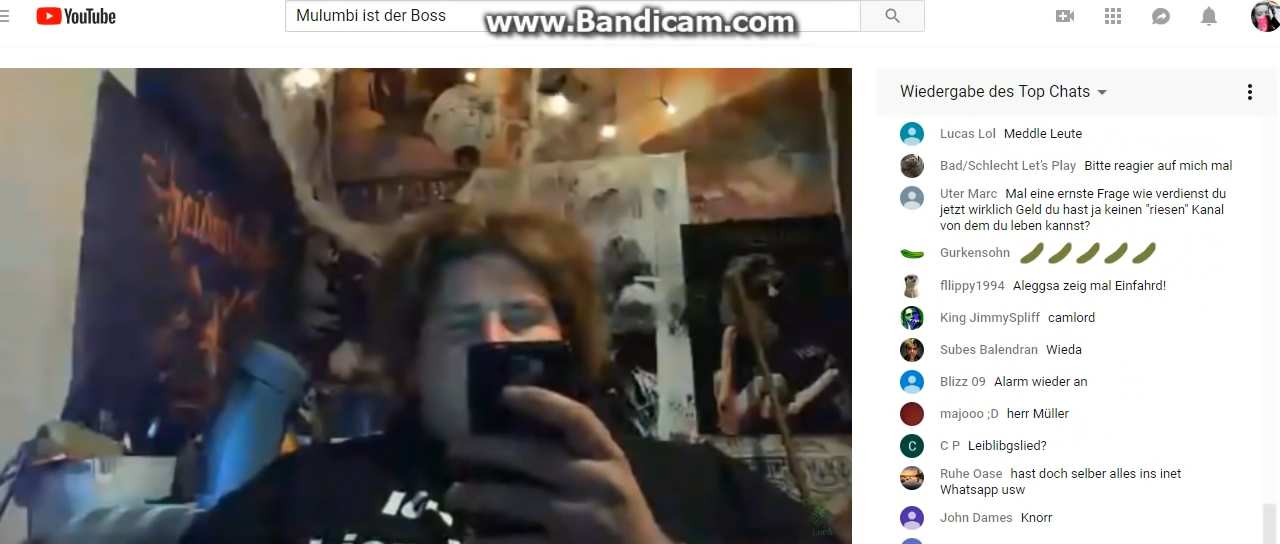 YouTube
Mulumbi ist der Boss
www.Bandicam.com
Wiedergabe des Top Chats
Lucas Lol Meddle Leute
Bad/Schlecht Let's Play Bitte reagier auf mich mal
Uter Marc Mal eine ernste Frage wie verdienst du
jetzt wirklich Geld du hast ja keinen "riesen" Kanal
von dem du leben kannst?
Gurkensohn
fllippy1994 Aleggsa zeig mal Einfahrd!
King JimmySpliff camlord
Subes Balendran Wieda
Blizz 09 Alarm wieder an
majooo ;D herr Müller
C
C P Leiblibgslied?
Ruhe Oase hast doch selber alles ins inet
Whatsapp usw
John Dames Knorr